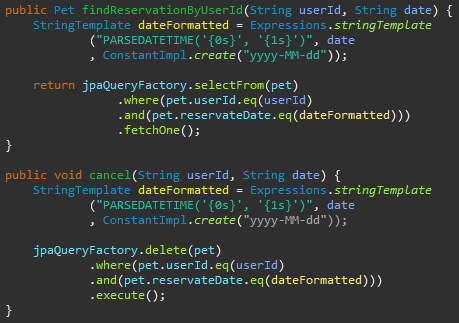 public Pet findReservationByUserId(String userId, String date) {
StringTemplate dateFormatted = Expressions.stringTemplate
("PARSEDATETIME('{0s}', '{1s}')", date
, ConstantImpl.create("yyyy-MM-dd"));
return jpaQueryFactory.selectFrom(pet)
.where(pet.userId.eq(userId)
.and(pet.reservateDate.eq(dateFormatted)))
.fetchOne();
}
public void cancel(String userId, String date) {
StringTemplate dateFormatted = Expressions.stringTemplate
("PARSEDATETIME('{0s}', '{1s}')", date
, ConstantImpl.create("yyyy-MM-dd"));
jpaQueryFactory.delete(pet)
.where(pet.userId.eq(userId)
.and(pet.reservateDate.eq(dateFormatted)))
.execute();
}